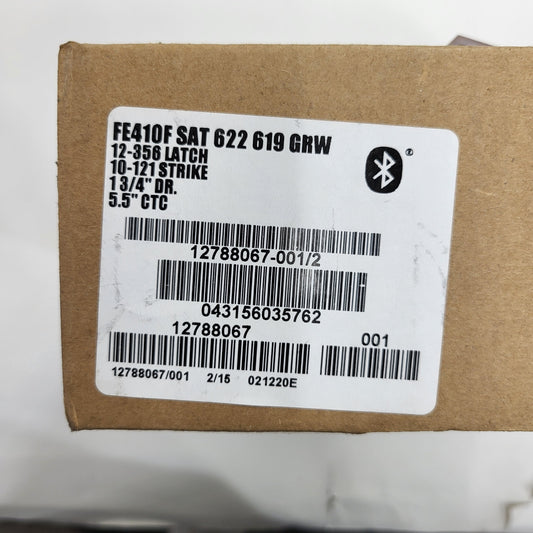 FE410F SAT 622 619 GRW
12-356 LATCH
10-121 STRIKE
1 3/4" DR.
5.5" CTC
®
12788067-001/2
043156035762
12788067 001
12788067/001 2/15 021220E